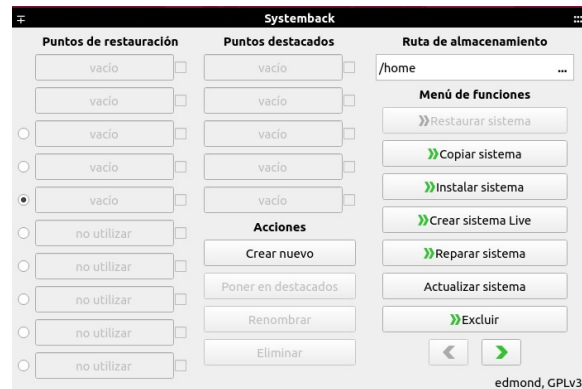 Systemback
Puntos de restauración
vacío
vacío
vacío
vacío
vacío
no utilizar
no utilizar
no utilizar
no utilizar
no utilizar
Puntos destacados
vacío
vacío
vacío
vacío
vacío
Acciones
Crear nuevo
Poner en destacados
Renombrar
Eliminar
Ruta de almacenamiento
/home ...
Menú de funciones
Restaurar sistema
Copiar sistema
Instalar sistema
Crear sistema Live
Reparar sistema
Actualizar sistema
Excluir
edmond, GPLv3